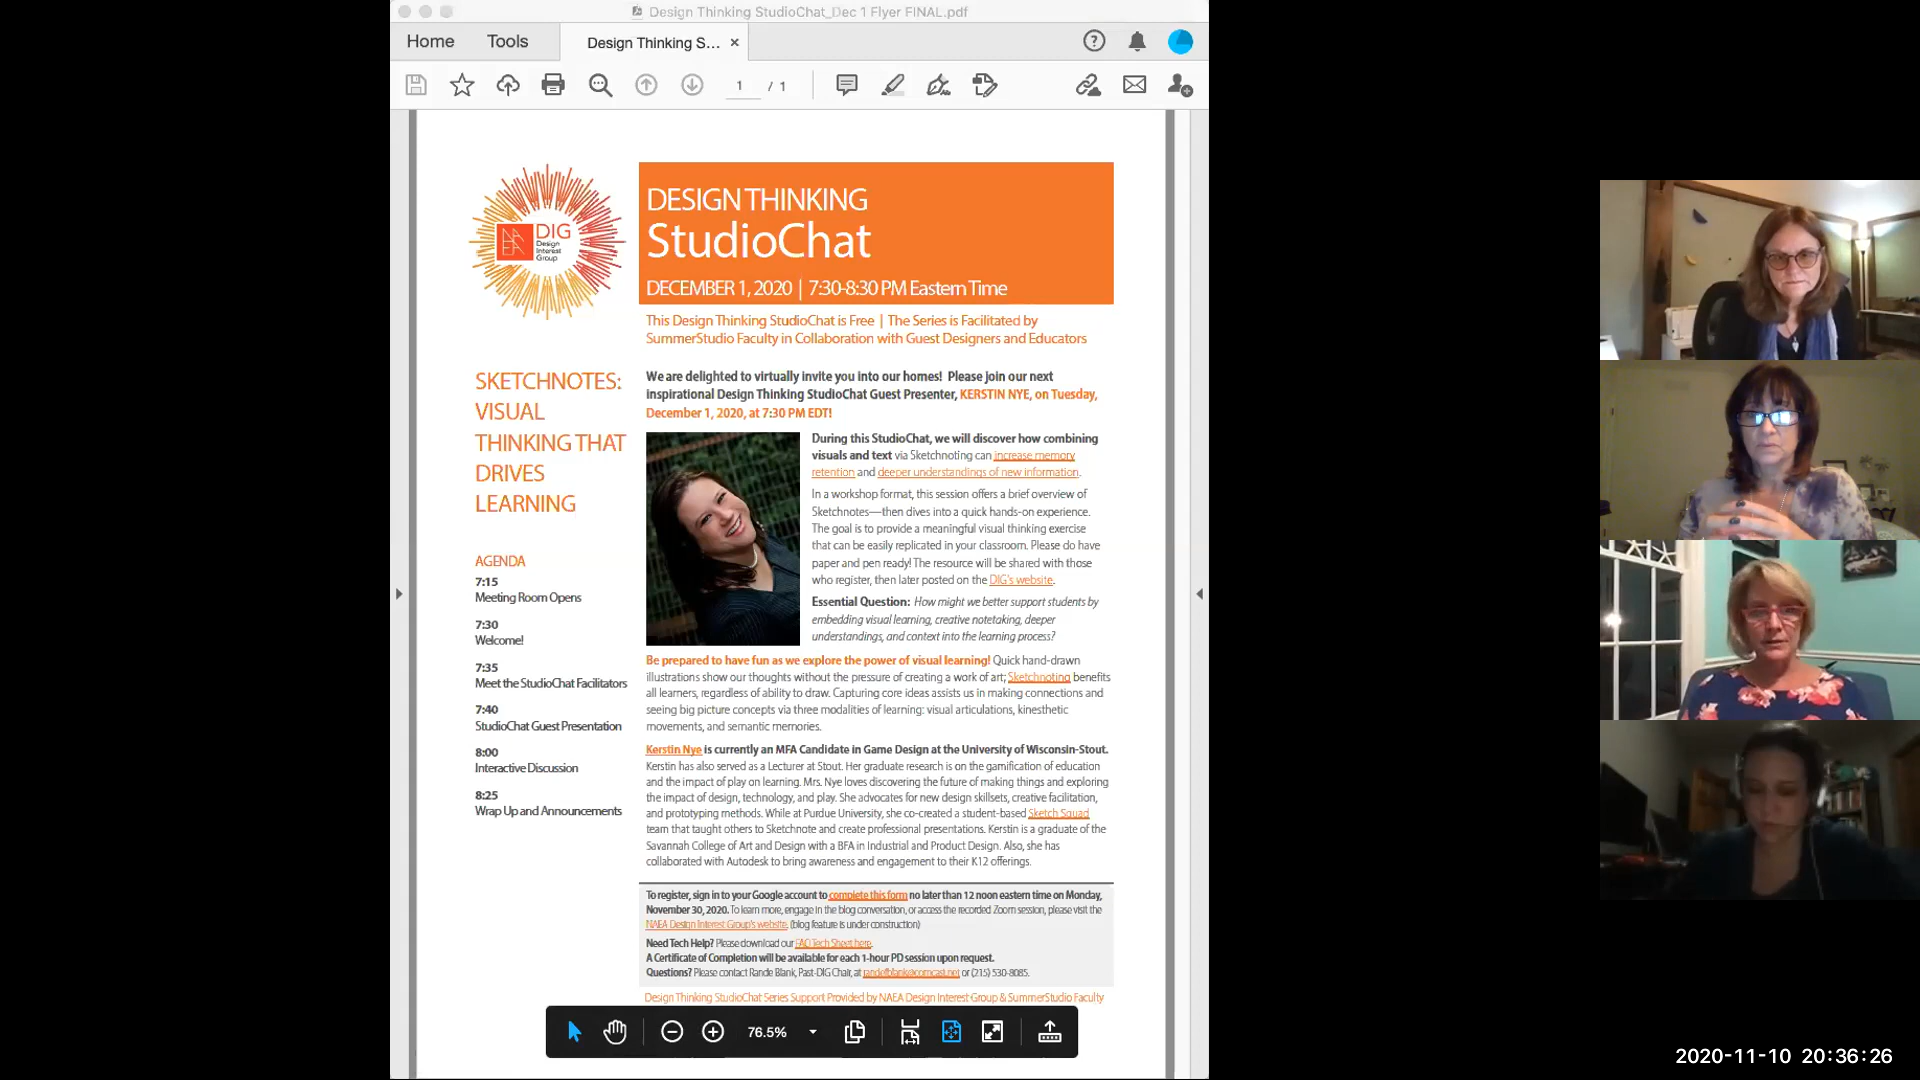 Design Thinking StudioChat_Dec 1 Flyer FINAL.pdf
Home
Tools
Design Thinking S...
1 / 1
NAEA
DIG
Design
Interest
Group
DESIGN THINKING
StudioChat
DECEMBER 1, 2020 | 7:30-8:30 PM Eastern Time
This Design Thinking StudioChat is Free | The Series is Facilitated by
SummerStudio Faculty in Collaboration with Guest Designers and Educators
SKETCHNOTES:
VISUAL
THINKING THAT
DRIVES
LEARNING
AGENDA
7:15
Meeting Room Opens
7:30
Welcome!
7:35
Meet the StudioChat Facilitators
7:40
StudioChat Guest Presentation
8:00
Interactive Discussion
8:25
Wrap Up and Announcements
We are delighted to virtually invite you into our homes! Please join our next
inspirational Design Thinking StudioChat Guest Presenter, KERSTIN NYE, on Tuesday,
December 1, 2020, at 7:30 PM EDT!
During this StudioChat, we will discover how combining
visuals and text via Sketchnoting can increase memory
retention and deeper understandings of new information.
In a workshop format, this session offers a brief overview of
Sketchnotes—then dives into a quick hands-on experience.
The goal is to provide a meaningful visual thinking exercise
that can be easily replicated in your classroom. Please do have
paper and pen ready! The resource will be shared with those
who register, then later posted on the DIG's website.
Essential Question: How might we better support students by
embedding visual learning, creative notetaking, deeper
understandings, and context into the learning process?
Be prepared to have fun as we explore the power of visual learning! Quick hand-drawn
illustrations show our thoughts without the pressure of creating a work of art; Sketchnoting benefits
all learners, regardless of ability to draw. Capturing core ideas assists us in making connections and
seeing big picture concepts via three modalities of learning: visual articulations, kinesthetic
movements, and semantic memories.
Kerstin Nye is currently an MFA Candidate in Game Design at the University of Wisconsin-Stout.
Kerstin has also served as a Lecturer at Stout. Her graduate research is on the gamification of education
and the impact of play on learning. Mrs. Nye loves discovering the future of making things and exploring
the impact of design, technology, and play. She advocates for new design skillsets, creative facilitation,
and prototyping methods. While at Purdue University, she co-created a student-based Sketch Squad
team that taught others to Sketchnote and create professional presentations. Kerstin is a graduate of the
Savannah College of Art and Design with a BFA in Industrial and Product Design. Also, she has
collaborated with Autodesk to bring awareness and engagement to their K12 offerings.
To register, sign in to your Google account to complete this form no later than 12 noon eastern time on Monday,
November 30, 2020. To learn more, engage in the blog conversation, or access the recorded Zoom session, please visit the
NAEA Design Interest Group's website. (blog feature is under construction)
Need Tech Help? Please download our FAQ Tech Sheet here.
A Certificate of Completion will be available for each 1-hour PD session upon request.
Questions? Please contact Rande Blank, Past-DIG Chair, at randefblank@comcast.net or (215) 530-8085.
Design Thinking StudioChat Series Support Provided by NAEA Design Interest Group & SummerStudio Faculty
76.5%
2020-11-10 20:36:26